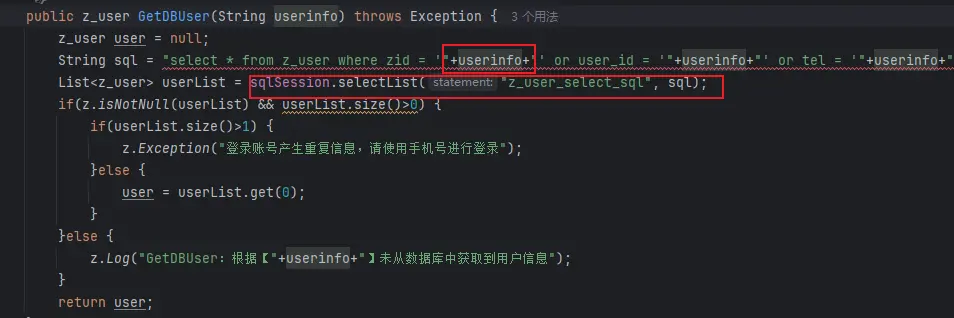 public z_user GetDBUser(String userinfo) throws Exception { 3 个用法
z_user user = null;
String sql = "select * from z_user where zid = '"+userinfo+"' or user_id = '"+userinfo+"' or tel = '"+userinfo+"
List<z_user> userList = sqlSession.selectList( statement: "z_user_select_sql", sql);
if(z.isNotNull(userList) && userList.size()>0) {
if(userList.size()>1) {
z.Exception("登录账号产生重复信息，请使用手机号进行登录");
}else {
user = userList.get(0);
}
}else {
z.Log("GetDBUser：根据【"+userinfo+"】未从数据库中获取到用户信息");
}
return user;